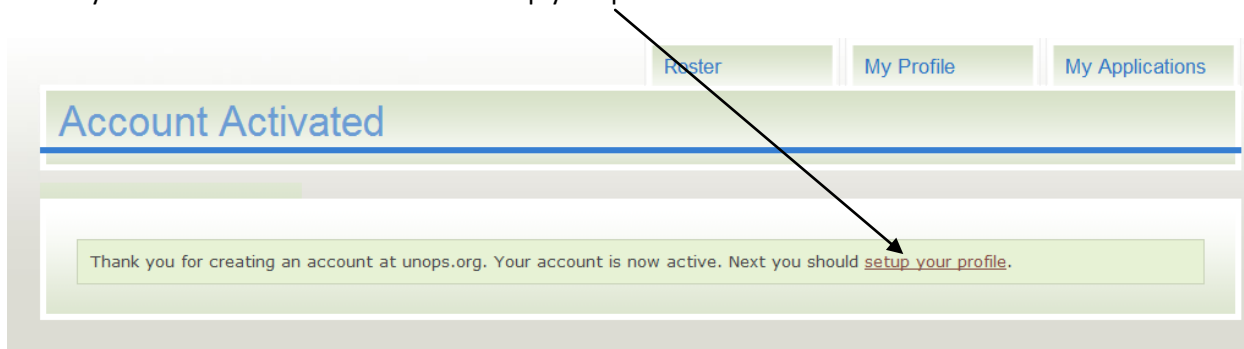 Roster My Profile My Applications
Account Activated
Thank you for creating an account at unops.org. Your account is now active. Next you should setup your profile.